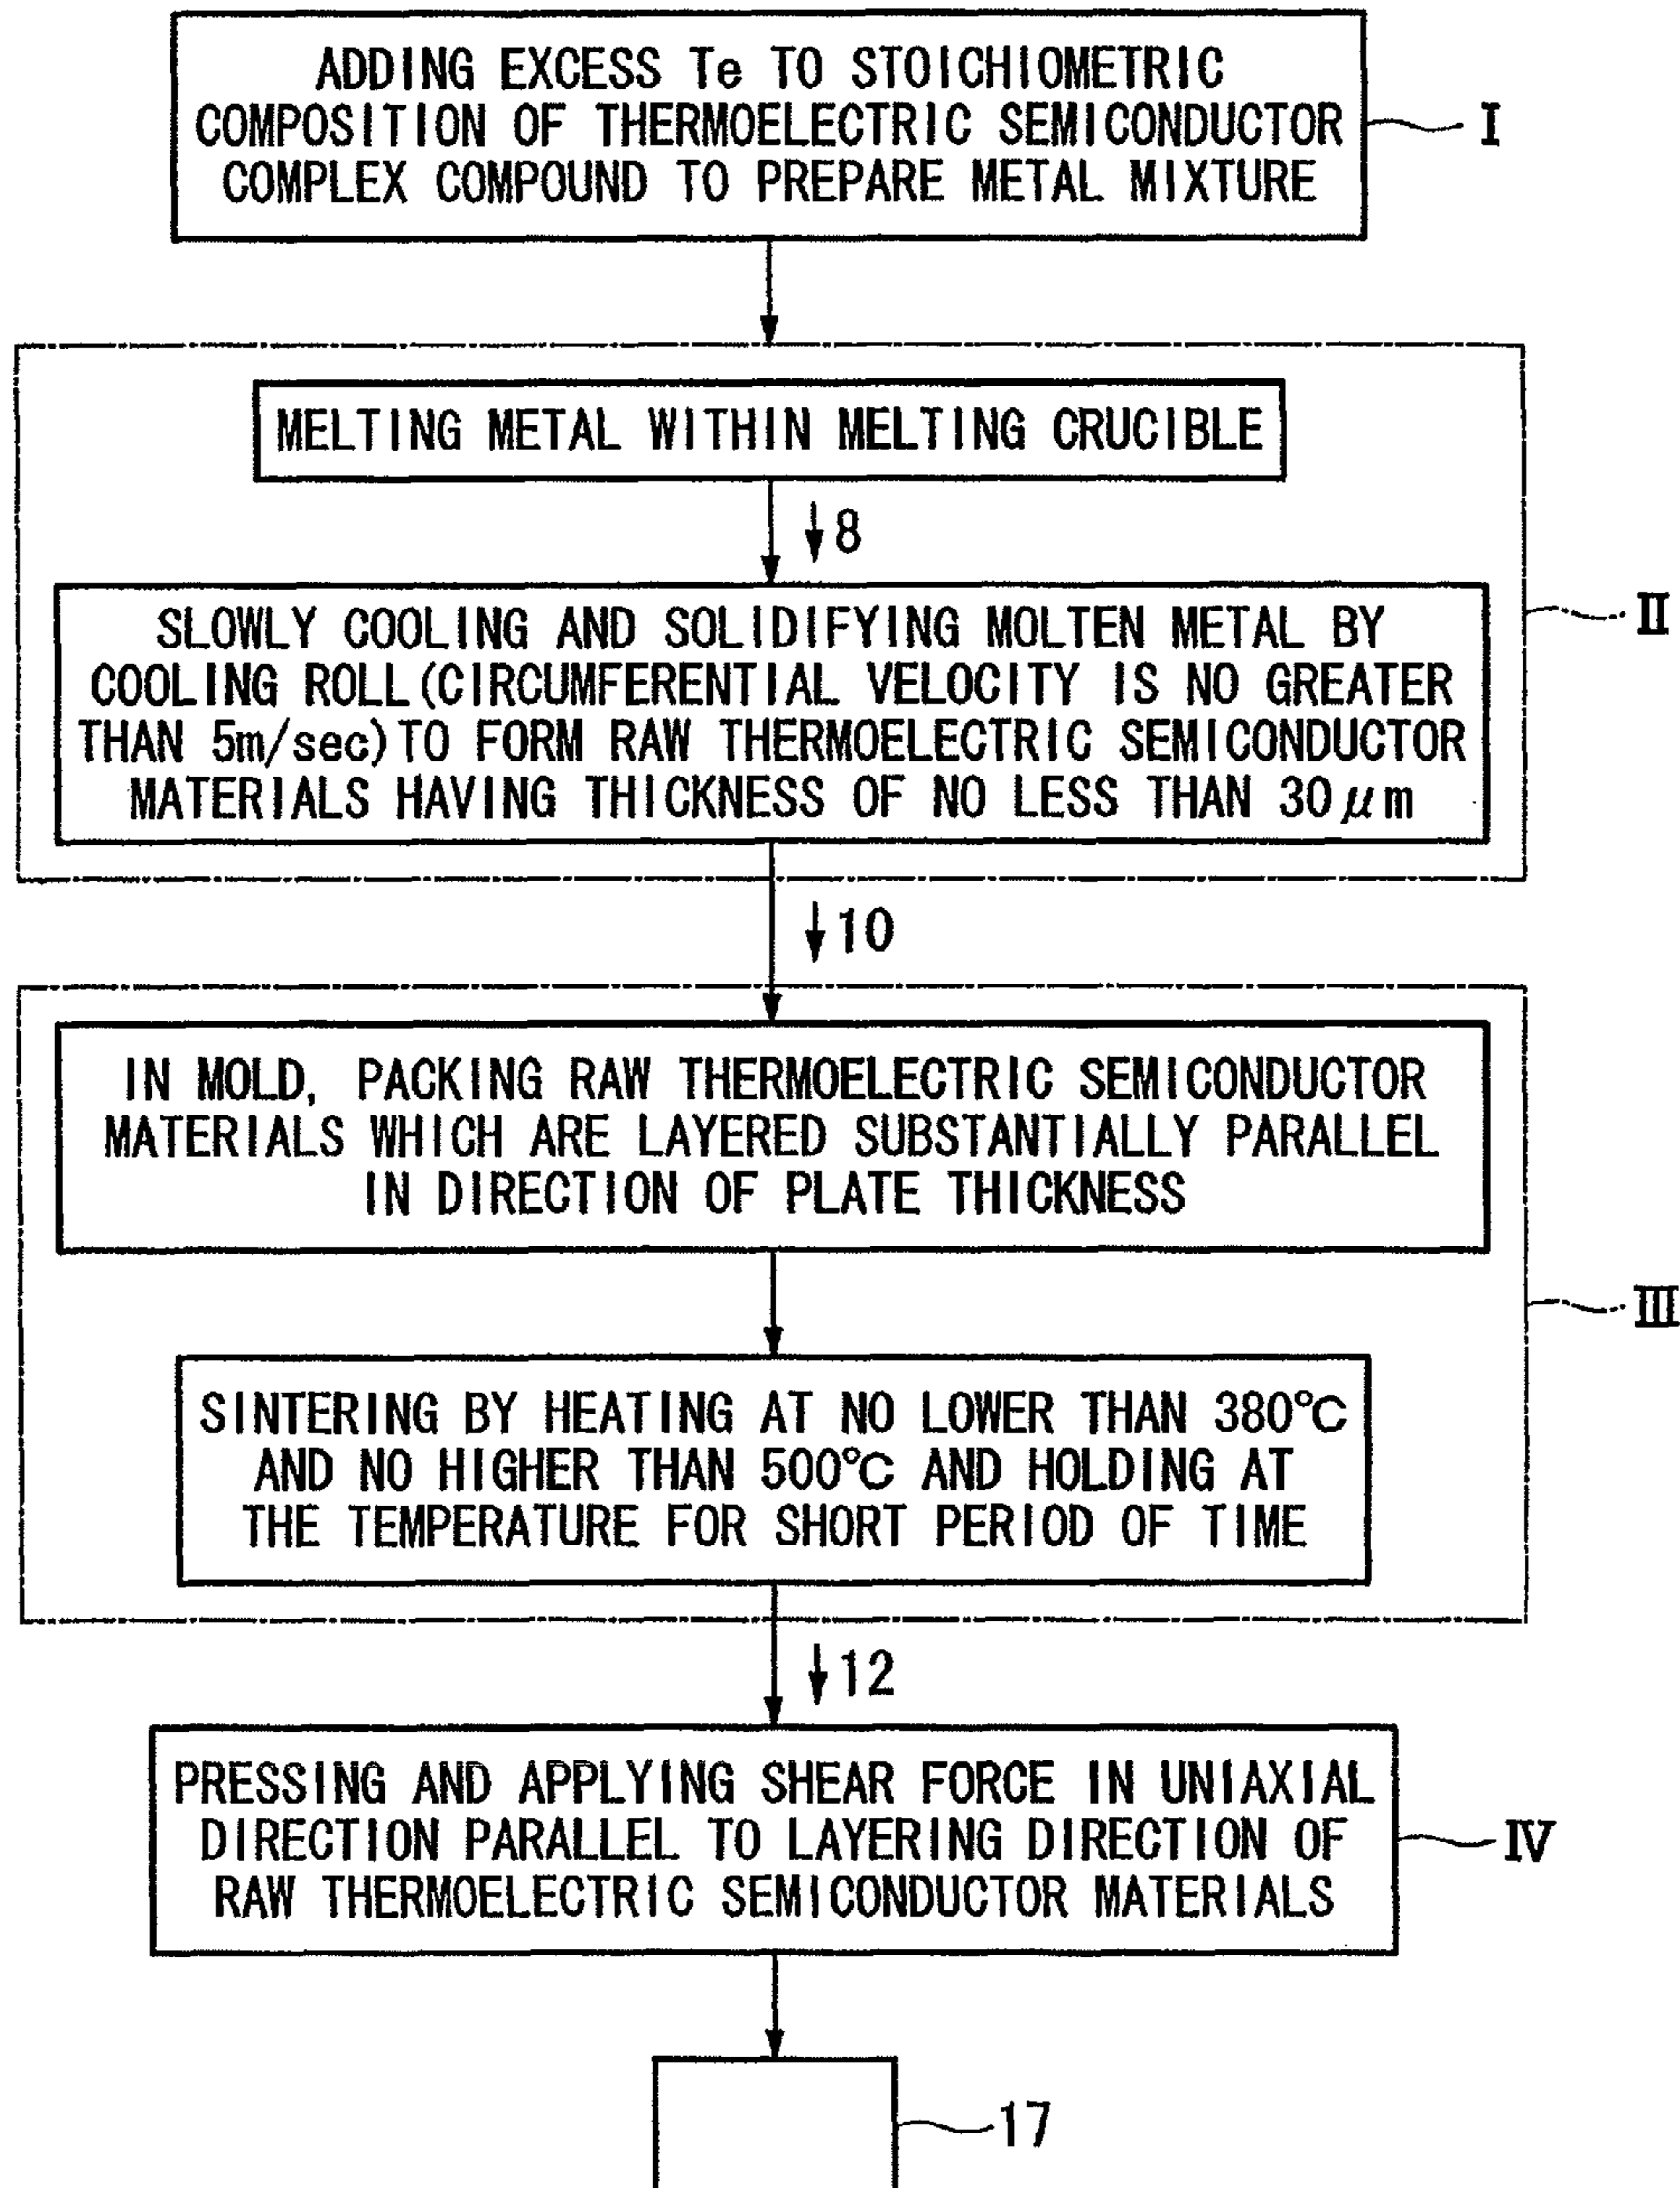 ADDING EXCESS Te TO STOICHIOMETRIC
COMPOSITION OF THERMOELECTRIC SEMICONDUCTOR
COMPLEX COMPOUND TO PREPARE METAL MIXTURE
I
MELTING METAL WITHIN MELTING CRUCIBLE
8
SLOWLY COOLING AND SOLIDIFYING MOLTEN METAL BY
COOLING ROLL(CIRCUMFERENTIAL VELOCITY IS NO GREATER
THAN 5m/sec)TO FORM RAW THERMOELECTRIC SEMICONDUCTOR
MATERIALS HAVING THICKNESS OF NO LESS THAN 30μm
II
10
IN MOLD, PACKING RAW THERMOELECTRIC SEMICONDUCTOR
MATERIALS WHICH ARE LAYERED SUBSTANTIALLY PARALLEL
IN DIRECTION OF PLATE THICKNESS
III
SINTERING BY HEATING AT NO LOWER THAN 380℃
AND NO HIGHER THAN 500℃ AND HOLDING AT
THE TEMPERATURE FOR SHORT PERIOD OF TIME
12
PRESSING AND APPLYING SHEAR FORCE IN UNIAXIAL
DIRECTION PARALLEL TO LAYERING DIRECTION OF
RAW THERMOELECTRIC SEMICONDUCTOR MATERIALS
IV
17